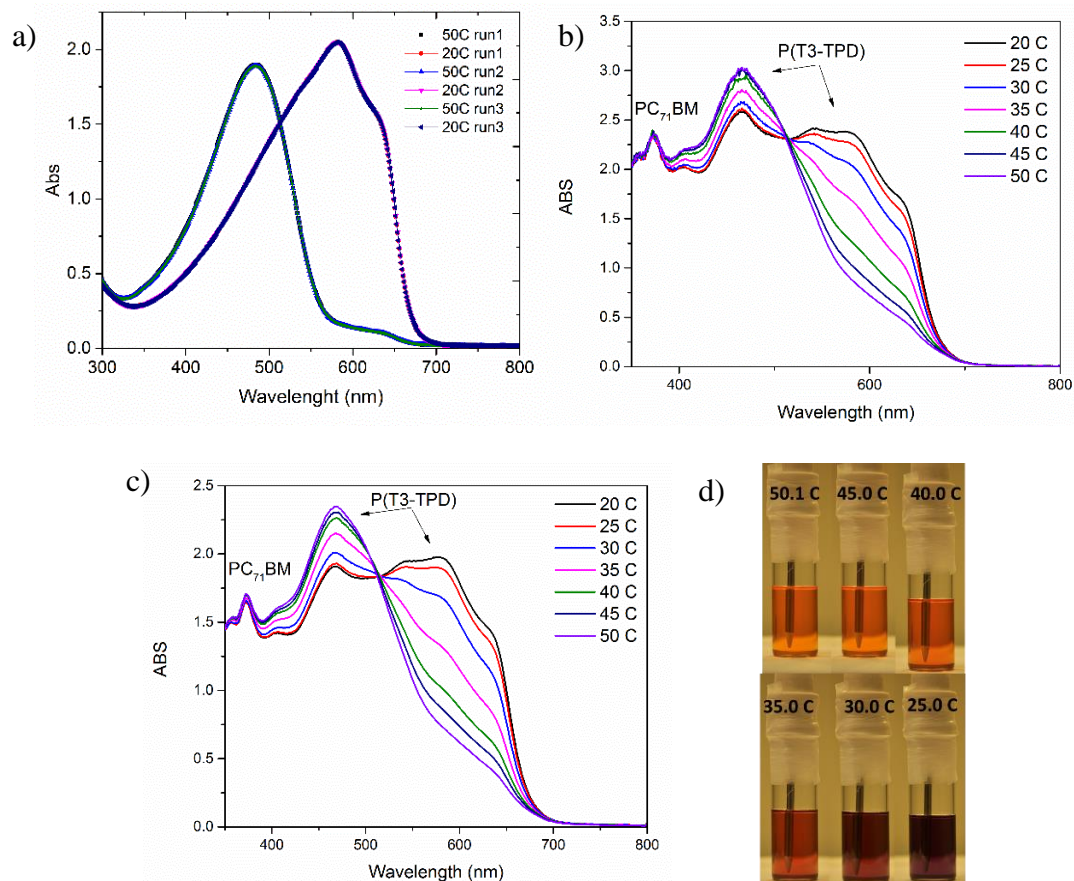 a)
50C run1
20C run1
50C run2
20C run2
50C run3
20C run3
2.0
1.5
1.0
0.5
0.0
Abs
300 400 500 600 700 800
Wavelenght (nm)
b)
P(T3-TPD)
PC71BM
20 C
25 C
30 C
35 C
40 C
45 C
50 C
3.5
3.0
2.5
2.0
1.5
1.0
0.5
0.0
ABS
400 600 800
Wavelength (nm)
c)
P(T3-TPD)
PC71BM
20 C
25 C
30 C
35 C
40 C
45 C
50 C
2.5
2.0
1.5
1.0
0.5
0.0
ABS
400 500 600 700 800
Wavelength (nm)
d)
50.1 C 45.0 C 40.0 C
35.0 C 30.0 C 25.0 C